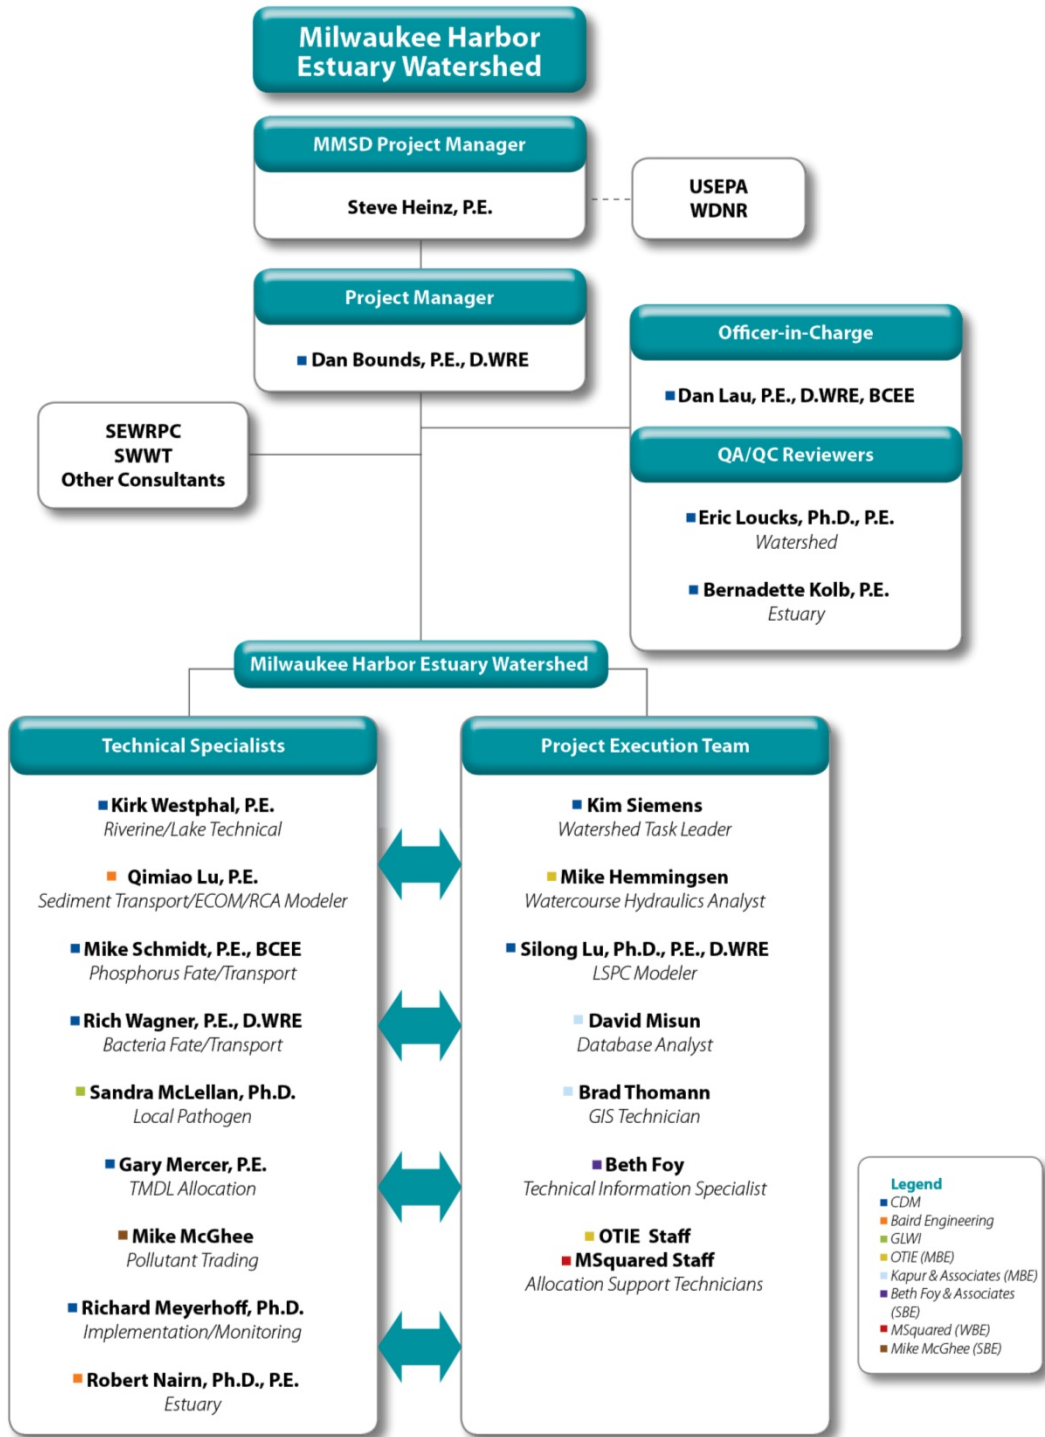 Milwaukee Harbor
Estuary Watershed
MMSD Project Manager
Steve Heinz, P.E.
USEPA
WDNR
Project Manager
Dan Bounds, P.E., D.WRE
Officer-in-Charge
Dan Lau, P.E., D.WRE, BCEE
QA/QC Reviewers
Eric Loucks, Ph.D., P.E.
Watershed
Bernadette Kolb, P.E.
Estuary
SEWRPC
SWWT
Other Consultants
Milwaukee Harbor Estuary Watershed
Technical Specialists
Kirk Westphal, P.E.
Riverine/Lake Technical
Qimiao Lu, P.E.
Sediment Transport/ECOM/RCA Modeler
Mike Schmidt, P.E., BCEE
Phosphorus Fate/Transport
Rich Wagner, P.E., D.WRE
Bacteria Fate/Transport
Sandra McLellan, Ph.D.
Local Pathogen
Gary Mercer, P.E.
TMDL Allocation
Mike McGhee
Pollutant Trading
Richard Meyerhoff, Ph.D.
Implementation/Monitoring
Robert Nairn, Ph.D., P.E.
Estuary
Project Execution Team
Kim Siemens
Watershed Task Leader
Mike Hemmingsen
Watercourse Hydraulics Analyst
Silong Lu, Ph.D., P.E., D.WRE
LSPC Modeler
David Misun
Database Analyst
Brad Thomann
GIS Technician
Beth Foy
Technical Information Specialist
OTIE Staff
MSquared Staff
Allocation Support Technicians
Legend
CDM
Baird Engineering
GLWI
OTIE (MBE)
Kapur & Associates (MBE)
Beth Foy & Associates
(SBE)
MSquared (WBE)
Mike McGhee (SBE)